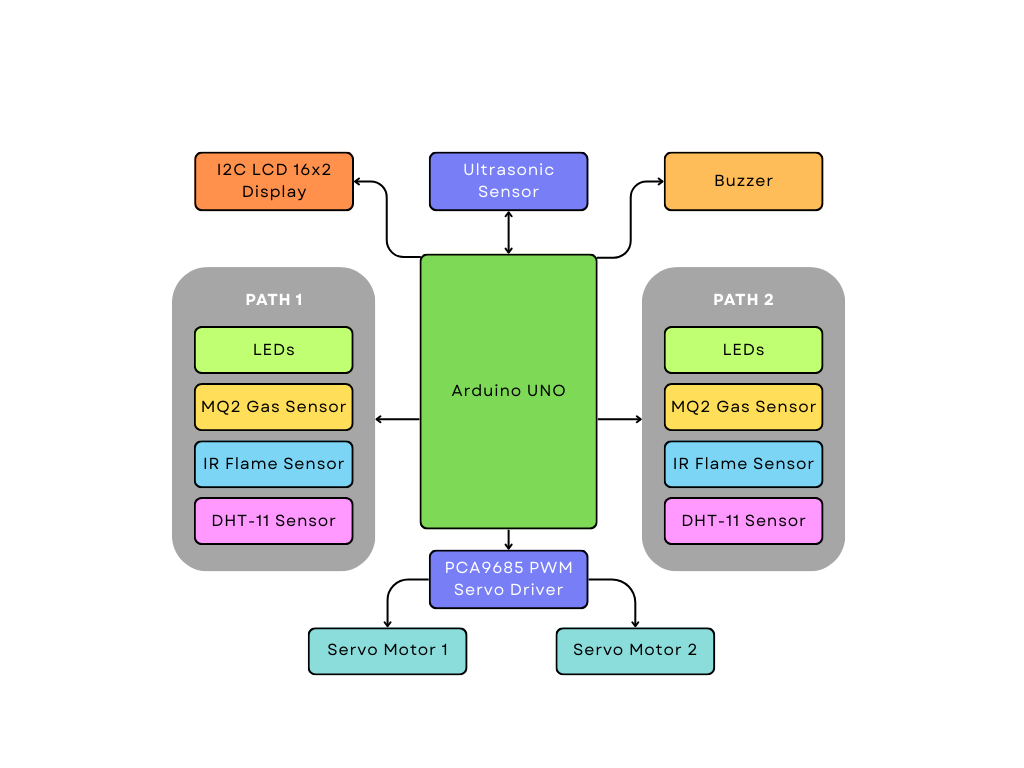 I2C LCD 16x2
Display
Ultrasonic
Sensor
Buzzer
PATH 1
LEDs
MQ2 Gas Sensor
IR Flame Sensor
DHT-11 Sensor
Arduino UNO
PATH 2
LEDs
MQ2 Gas Sensor
IR Flame Sensor
DHT-11 Sensor
PCA9685 PWM
Servo Driver
Servo Motor 1
Servo Motor 2